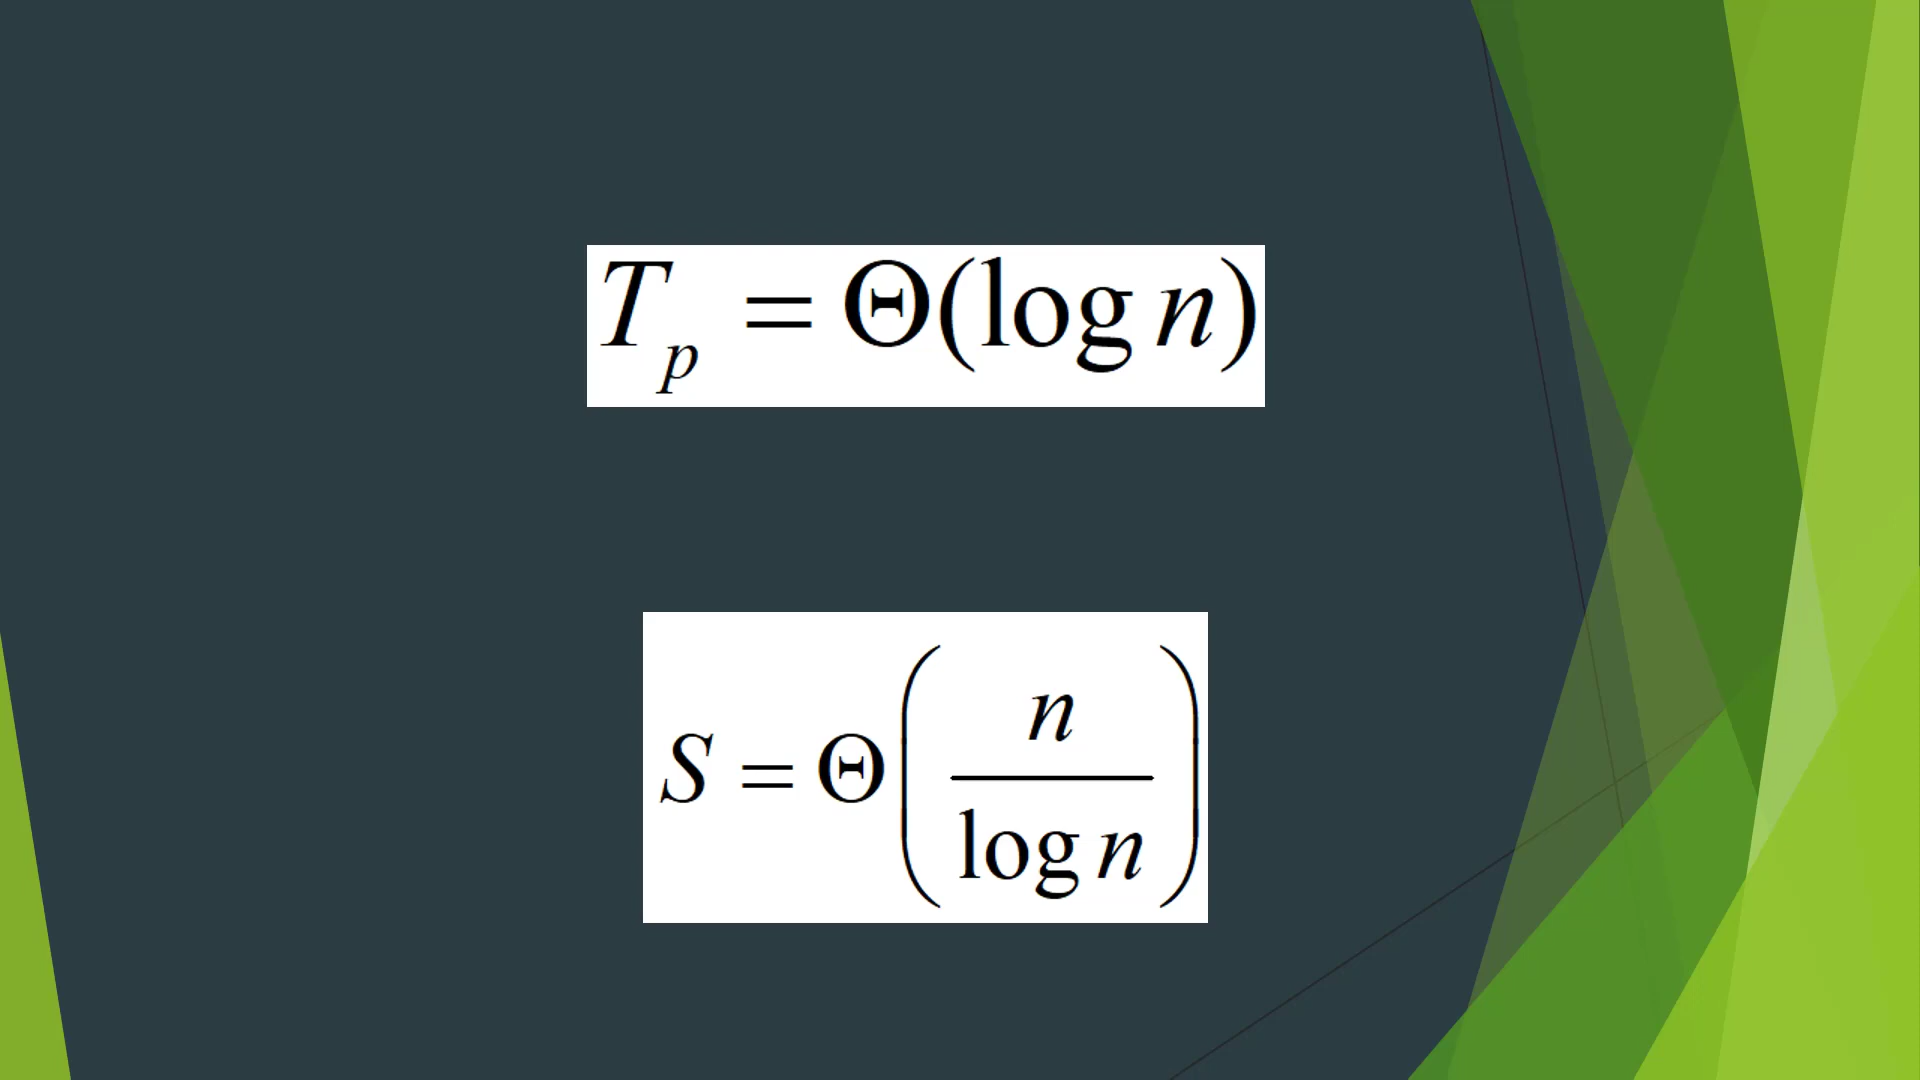 T_p = Θ(log n)
S = Θ(n / log n)